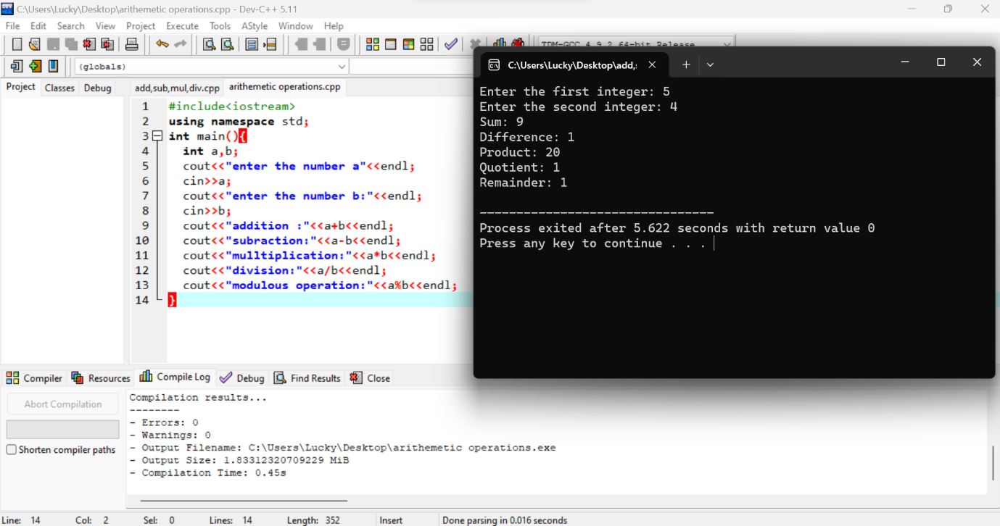 C:\Users\Lucky\Desktop\arithemetic operations.cpp - Dev-C++ 5.11
File Edit Search View Project Execute Tools AStyle Window Help
TDM-GCC 4.9.2 64-bit Release
(globals)
Project Classes Debug
add,sub,mul,div.cpp arithemetic operations.cpp
1 #include<iostream>
2 using namespace std;
3 int main(){
4 int a,b;
5 cout<<"enter the number a"<<endl;
6 cin>>a;
7 cout<<"enter the number b:"<<endl;
8 cin>>b;
9 cout<<"addition :"<<a+b<<endl;
10 cout<<"subraction:"<<a-b<<endl;
11 cout<<"mulltiplication:"<<a*b<<endl;
12 cout<<"division:"<<a/b<<endl;
13 cout<<"modulous operation:"<<a%b<<endl;
14 }
C:\Users\Lucky\Desktop\add,:
Enter the first integer: 5
Enter the second integer: 4
Sum: 9
Difference: 1
Product: 20
Quotient: 1
Remainder: 1
--------------------------------
Process exited after 5.622 seconds with return value 0
Press any key to continue . . .
Compiler Resources Compile Log Debug Find Results Close
Abort Compilation
Shorten compiler paths
Compilation results...
--------
- Errors: 0
- Warnings: 0
- Output Filename: C:\Users\Lucky\Desktop\arithemetic operations.exe
- Output Size: 1.83312320709229 MiB
- Compilation Time: 0.45s
Line: 14 Col: 2 Sel: 0 Lines: 14 Length: 352 Insert Done parsing in 0.016 seconds